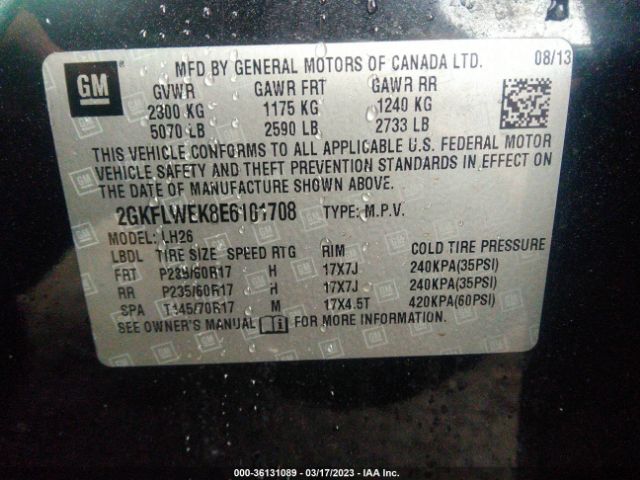 GM
MFD BY GENERAL MOTORS OF CANADA LTD. 08/13
GVWR GAWR FRT GAWR RR
2300 KG 1175 KG 1240 KG
5070 LB 2590 LB 2733 LB
THIS VEHICLE CONFORMS TO ALL APPLICABLE U.S. FEDERAL MOTOR
VEHICLE SAFETY AND THEFT PREVENTION STANDARDS IN EFFECT ON
THE DATE OF MANUFACTURE SHOWN ABOVE.
2GKFLWEK8E6101708 TYPE: M.P.V.
MODEL: LH26
LBDL TIRE SIZE SPEED RTG RIM COLD TIRE PRESSURE
FRT P235/60R17 H 17X7J 240KPA(35PSI)
RR P235/60R17 H 17X7J 240KPA(35PSI)
SPA T145/70R17 M 17X4.5T 420KPA(60PSI)
SEE OWNER'S MANUAL FOR MORE INFORMATION.
000-36131089 - 03/17/2023 - IAA Inc.